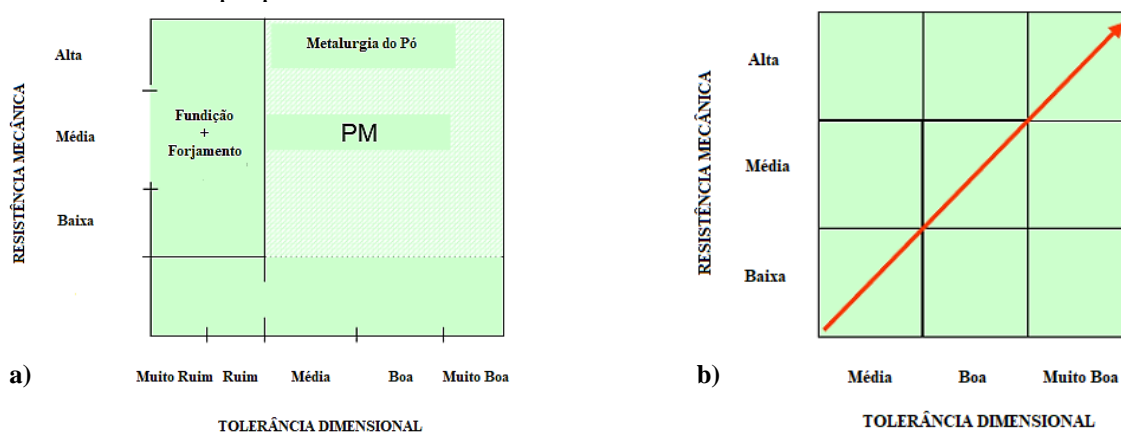 RESISTÊNCIA MECÂNICA
Alta
Média
Baixa
Metalurgia do Pó
Fundição
+
Forjamento
PM
a)
Muito Ruim Ruim Média Boa Muito Boa
TOLERÂNCIA DIMENSIONAL
RESISTÊNCIA MECÂNICA
Alta
Média
Baixa
b)
Média Boa Muito Boa
TOLERÂNCIA DIMENSIONAL